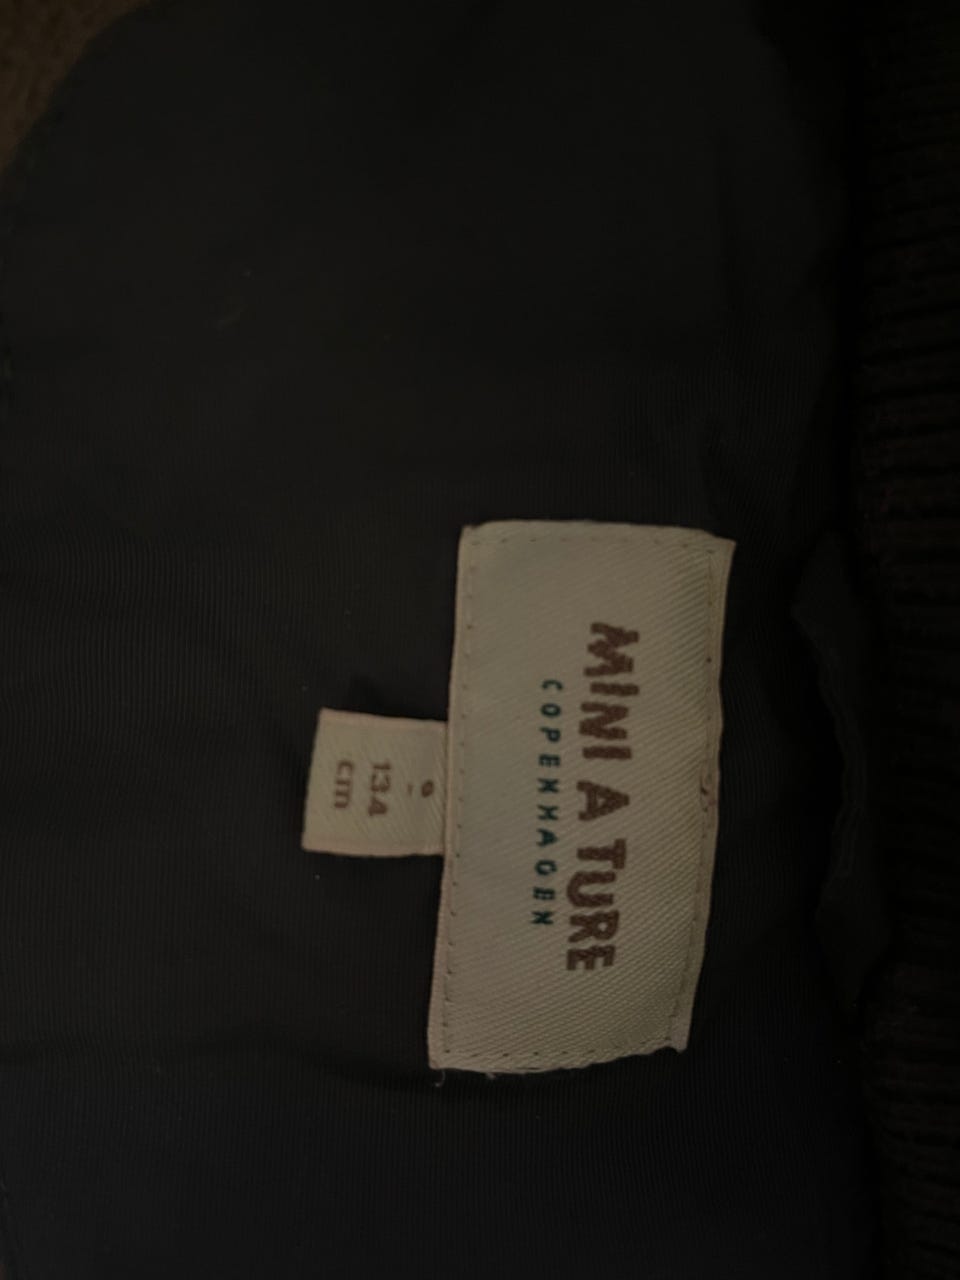 MINI A TURE
COPENHAGEN
9
-
134
cm